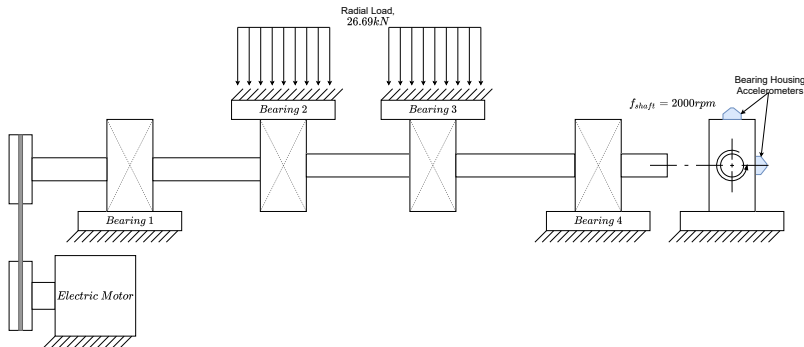 Radial Load,
26.69kN
Bearing 2
Bearing 3
f_shaft = 2000rpm
Bearing Housing
Accelerometers
Bearing 1
Bearing 4
Electric Motor